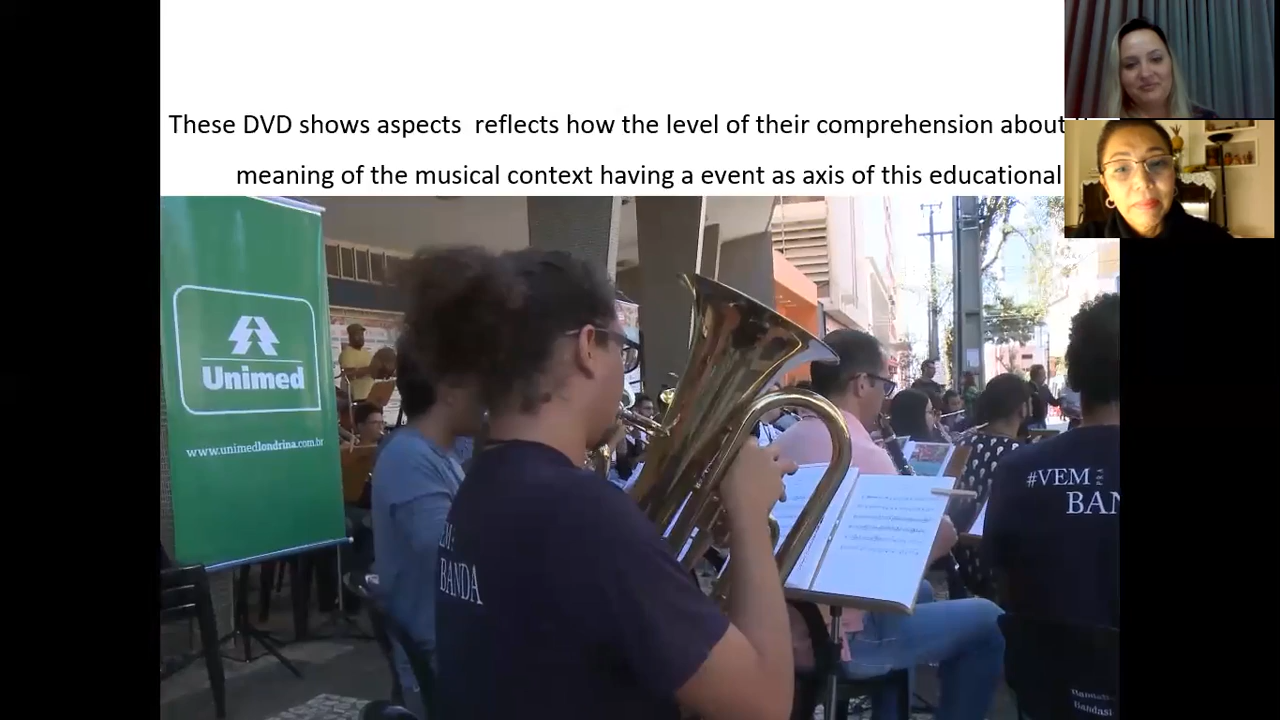 These DVD shows aspects  reflects how the level of their comprehension about
meaning of the musical context having a event as axis of this educational
Unimed
www.unimedlondrina.com.br
#VEM PRA
BAN
BANDA